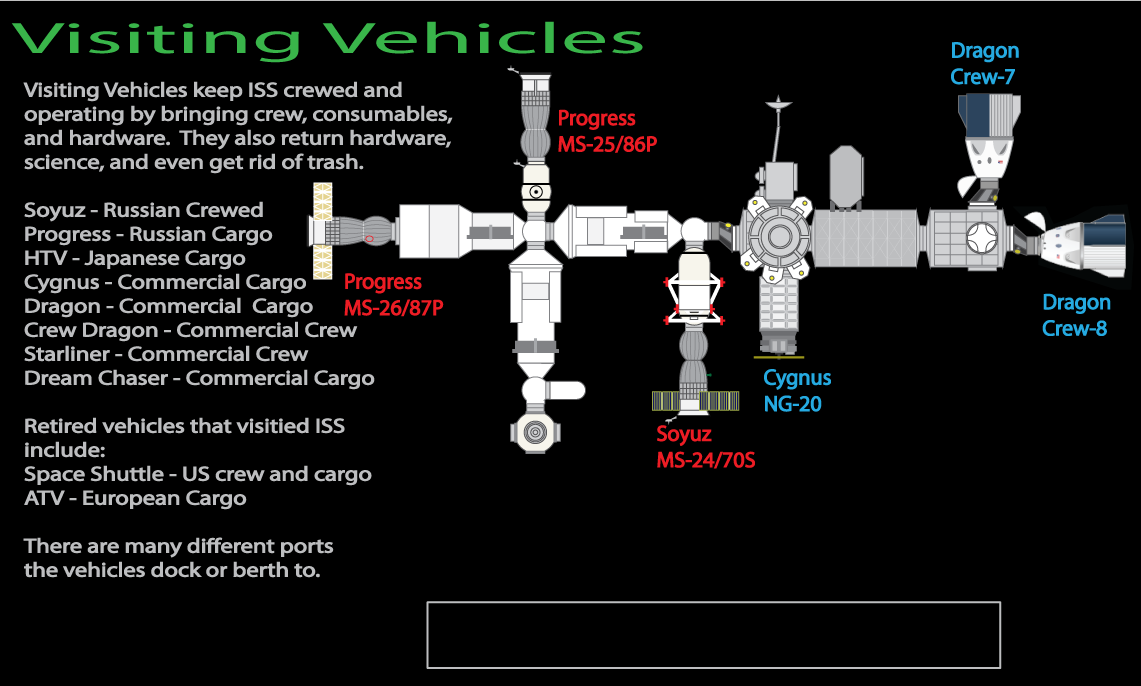 Visiting Vehicles
Visiting Vehicles keep ISS crewed and
operating by bringing crew, consumables,
and hardware.  They also return hardware,
science, and even get rid of trash.
Soyuz - Russian Crewed
Progress - Russian Cargo
HTV - Japanese Cargo
Cygnus - Commercial Cargo
Dragon - Commercial  Cargo
Crew Dragon - Commercial Crew
Starliner - Commercial Crew
Dream Chaser - Commercial Cargo
Retired vehicles that visitied ISS
include:
Space Shuttle - US crew and cargo
ATV - European Cargo
There are many different ports
the vehicles dock or berth to.
Progress
MS-25/86P
Progress
MS-26/87P
Soyuz
MS-24/70S
Cygnus
NG-20
Dragon
Crew-7
Dragon
Crew-8